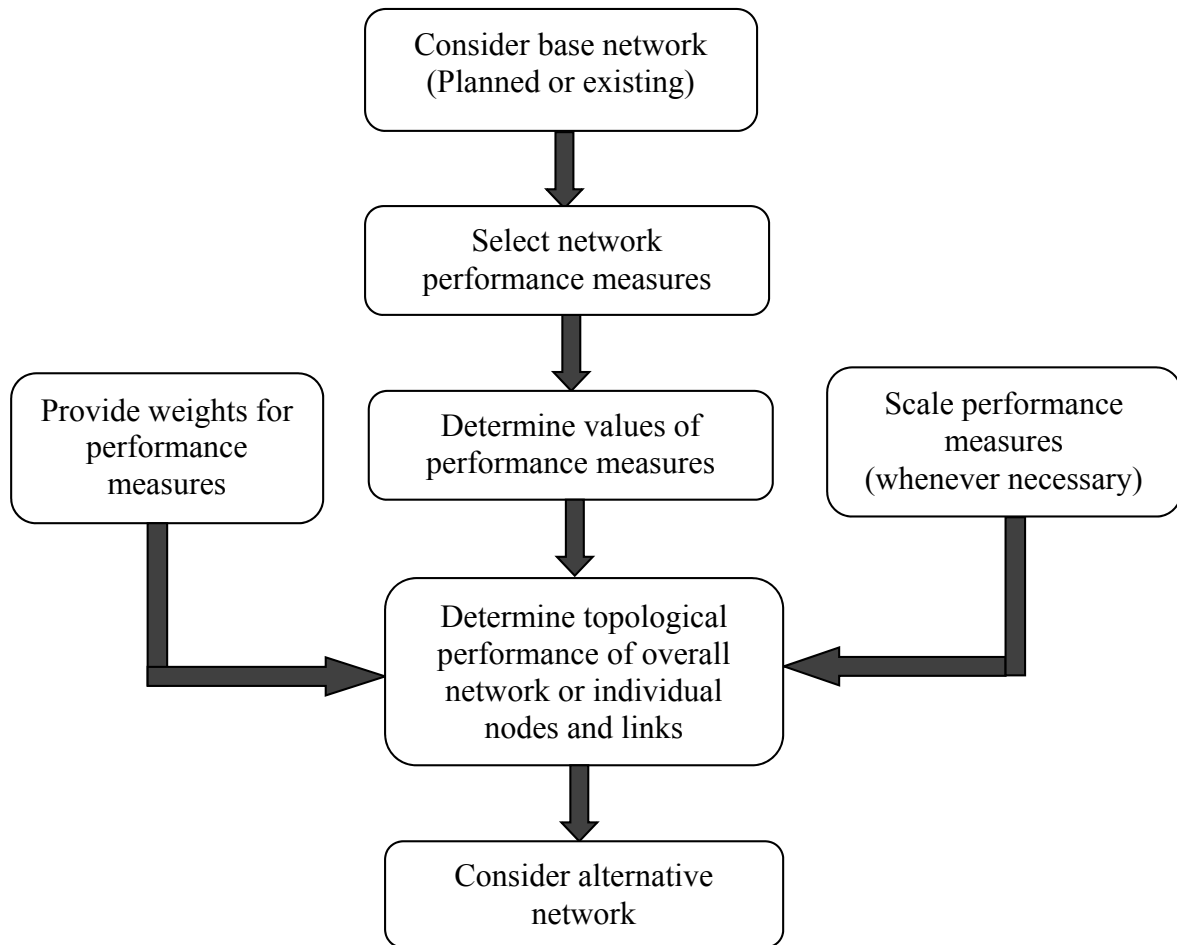 Consider base network
(Planned or existing)
Select network
performance measures
Provide weights for
performance
measures
Determine values of
performance measures
Scale performance
measures
(whenever necessary)
Determine topological
performance of overall
network or individual
nodes and links
Consider alternative
network